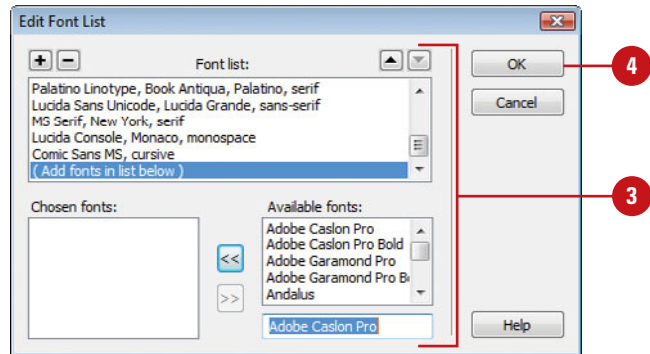 Edit Font List
Font list:
OK
4
Palatino Linotype, Book Antiqua, Palatino, serif
Lucida Sans Unicode, Lucida Grande, sans-serif
MS Serif, New York, serif
Lucida Console, Monaco, monospace
Comic Sans MS, cursive
( Add fonts in list below )
Cancel
3
Chosen fonts:
Available fonts:
Adobe Caslon Pro
Adobe Caslon Pro Bold
Adobe Garamond Pro
Adobe Garamond Pro B
Andalus
<<
>>
Adobe Caslon Pro
Help